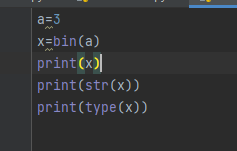 a=3
x=bin(a)
print(x)
print(str(x))
print(type(x))